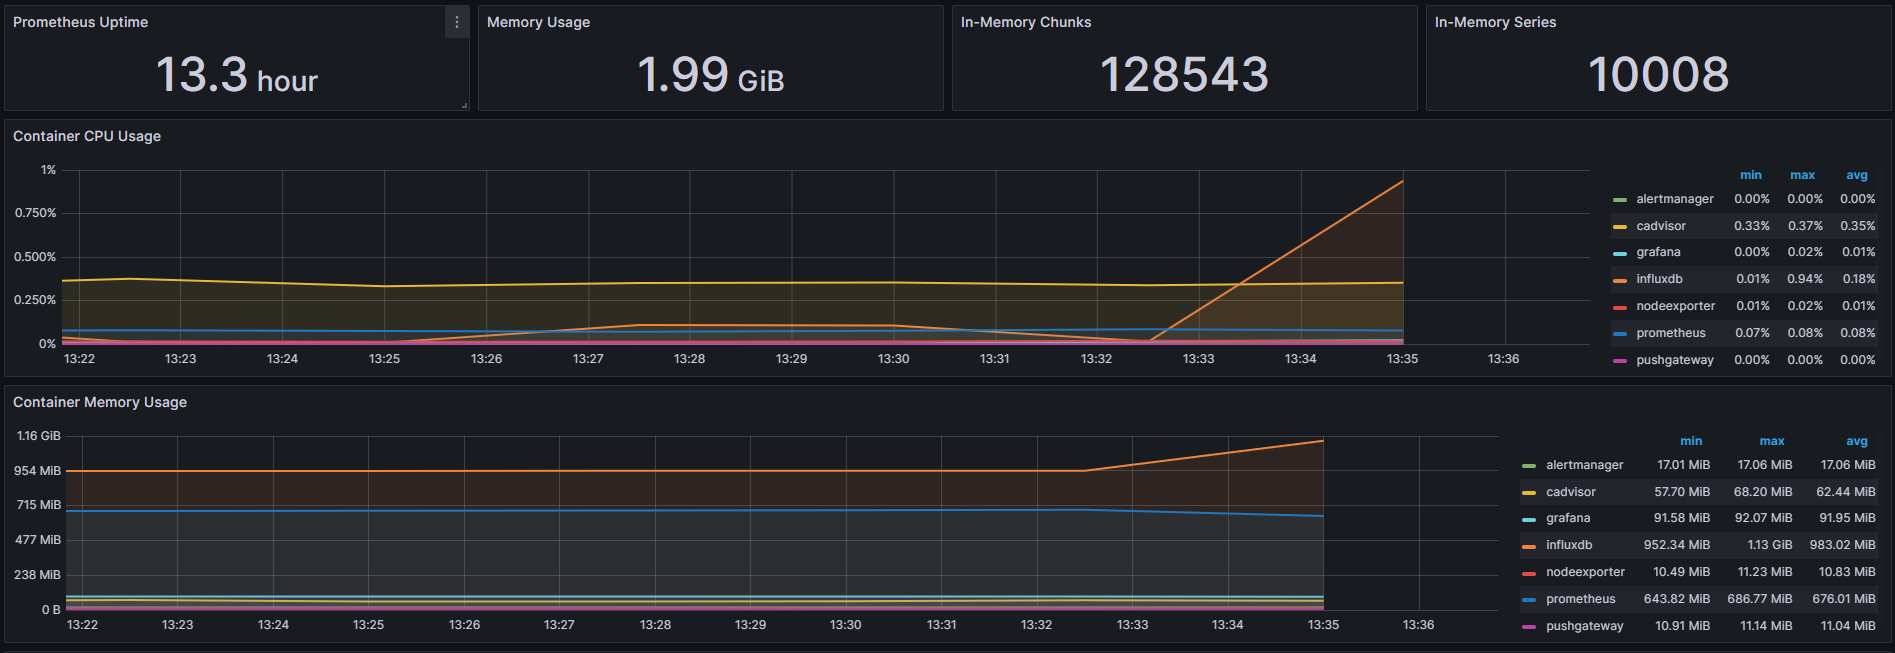 Prometheus Uptime
13.3 hour
Memory Usage
1.99 GiB
In-Memory Chunks
128543
In-Memory Series
10008
Container CPU Usage
1%
0.750%
0.500%
0.250%
0%
13:22 13:23 13:24 13:25 13:26 13:27 13:28 13:29 13:30 13:31 13:32 13:33 13:34 13:35 13:36
min max avg
alertmanager 0.00% 0.00% 0.00%
cadvisor 0.33% 0.37% 0.35%
grafana 0.00% 0.02% 0.01%
influxdb 0.01% 0.94% 0.18%
nodeexporter 0.01% 0.02% 0.01%
prometheus 0.07% 0.08% 0.08%
pushgateway 0.00% 0.00% 0.00%
Container Memory Usage
1.16 GiB
954 MiB
715 MiB
477 MiB
238 MiB
0 B
13:22 13:23 13:24 13:25 13:26 13:27 13:28 13:29 13:30 13:31 13:32 13:33 13:34 13:35 13:36
min max avg
alertmanager 17.01 MiB 17.06 MiB 17.06 MiB
cadvisor 57.70 MiB 68.20 MiB 62.44 MiB
grafana 91.58 MiB 92.07 MiB 91.95 MiB
influxdb 952.34 MiB 1.13 GiB 983.02 MiB
nodeexporter 10.49 MiB 11.23 MiB 10.83 MiB
prometheus 643.82 MiB 686.77 MiB 676.01 MiB
pushgateway 10.91 MiB 11.14 MiB 11.04 MiB